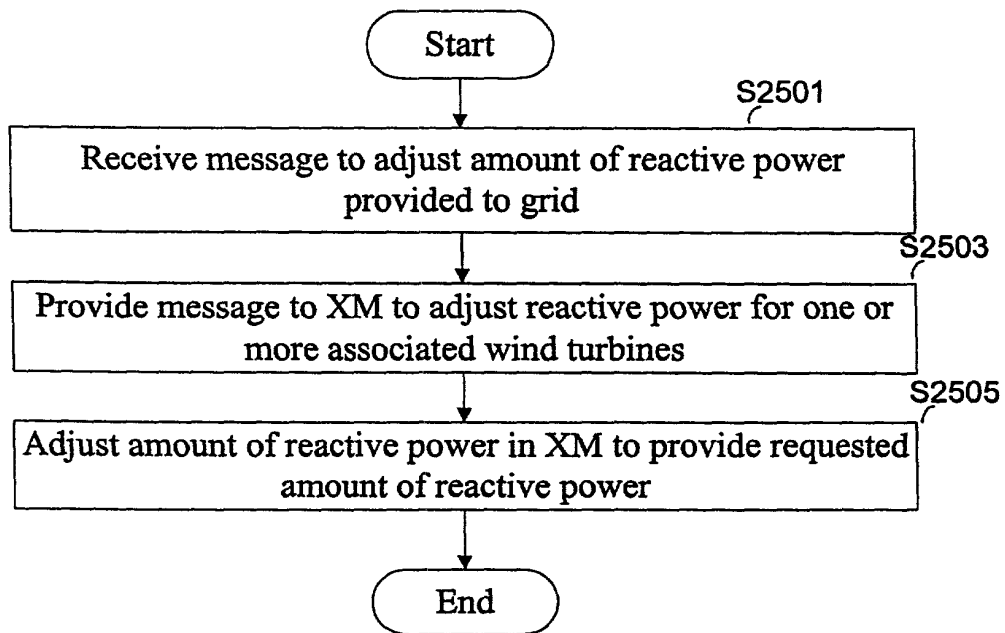 Start
S2501
Receive message to adjust amount of reactive power
provided to grid
S2503
Provide message to XM to adjust reactive power for one or
more associated wind turbines
S2505
Adjust amount of reactive power in XM to provide requested
amount of reactive power
End